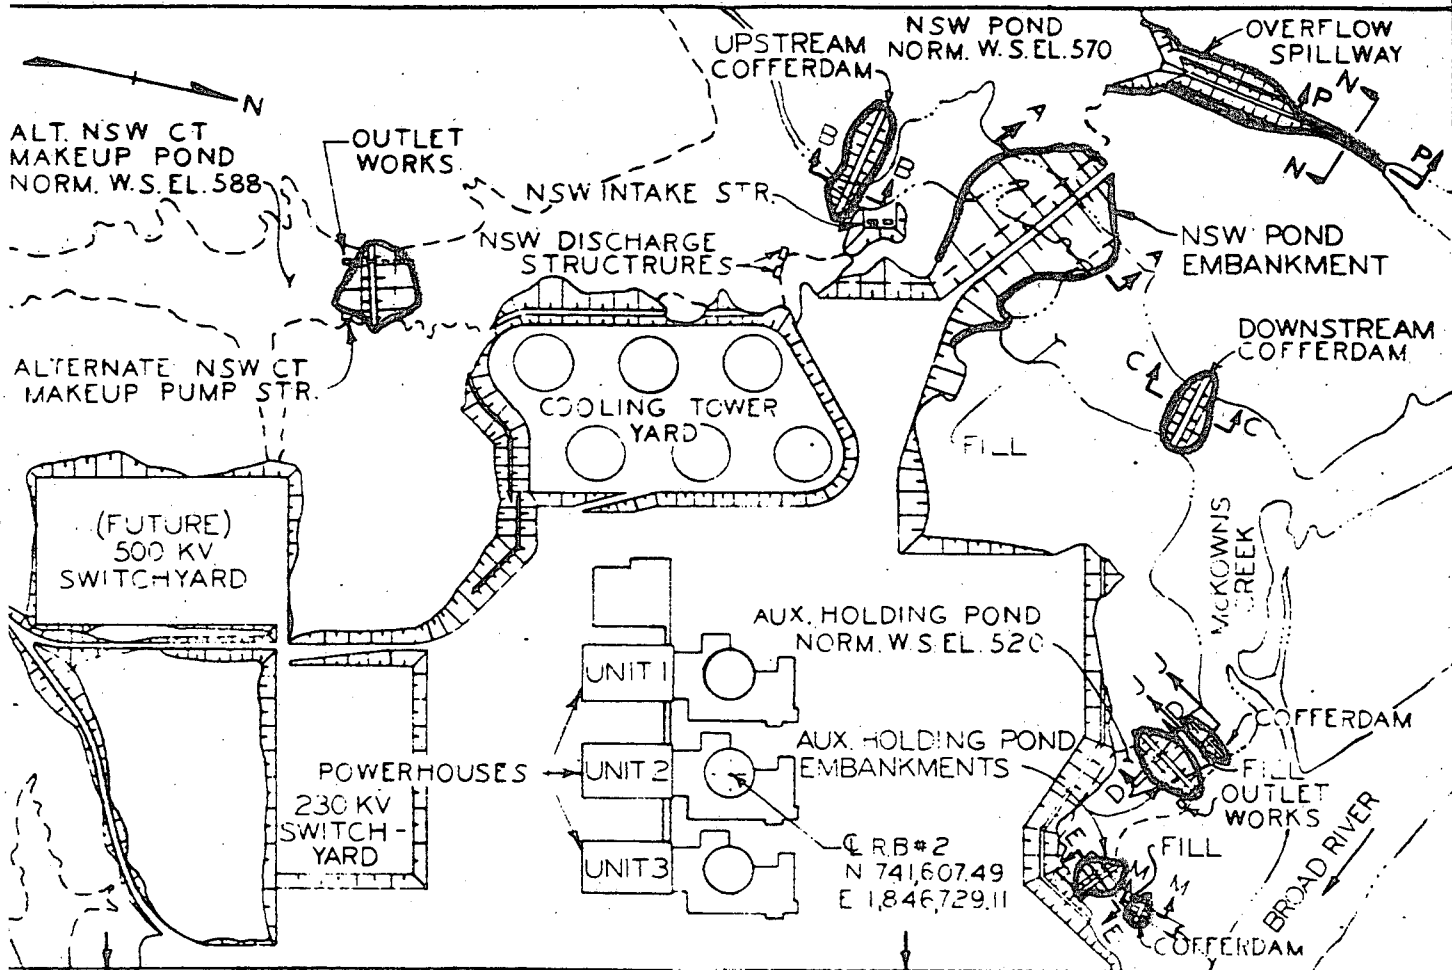 NSW POND
NORM. W.S.EL.570
OVERFLOW
SPILLWAY
UPSTREAM
COFFERDAM
N
ALT. NSW CT
MAKEUP POND
NORM. W.S.EL.588
OUTLET
WORKS
A
P
N
B
B
N
P
NSW INTAKE STR.
NSW DISCHARGE
STRUCTRURES
NSW POND
EMBANKMENT
A
DOWNSTREAM
COFFERDAM
ALTERNATE NSW CT
MAKEUP PUMP STR.
C
C
COOLING TOWER
YARD
FILL
(FUTURE)
500 KV
SWITCHYARD
McKOWNS
CREEK
AUX. HOLDING POND
NORM. W.S.EL. 520
UNIT 1
J
J
D
COFFERDAM
AUX. HOLDING POND
EMBANKMENTS
POWERHOUSES
UNIT 2
D
FILL
OUTLET
WORKS
230 KV
SWITCH-
YARD
UNIT 3
℄ R.B#2
N 741,607.49
E 1,846,729.11
E
FILL
M
M
E
COFFERDAM
BROAD RIVER